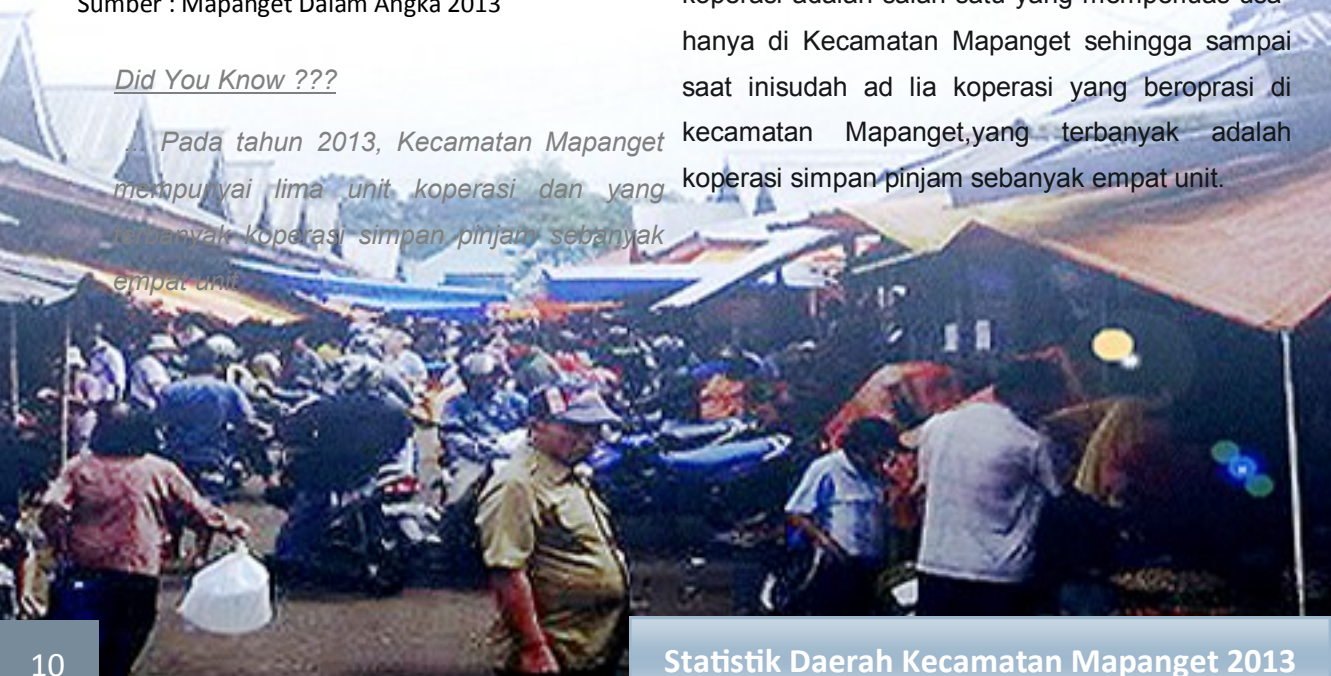 Sumber : Mapanget Dalam Angka 2013
Did You Know ???
... Pada tahun 2013, Kecamatan Mapanget
mempunyai lima unit koperasi dan yang
terbanyak koperasi simpan pinjam sebanyak
empat unit
koperasi adalah salah satu yang memperluas usa-
hanya di Kecamatan Mapanget sehingga sampai
saat inisudah ad lia koperasi yang beroprasi di
kecamatan Mapanget,yang terbanyak adalah
koperasi simpan pinjam sebanyak empat unit.
10
Statistik Daerah Kecamatan Mapanget 2013